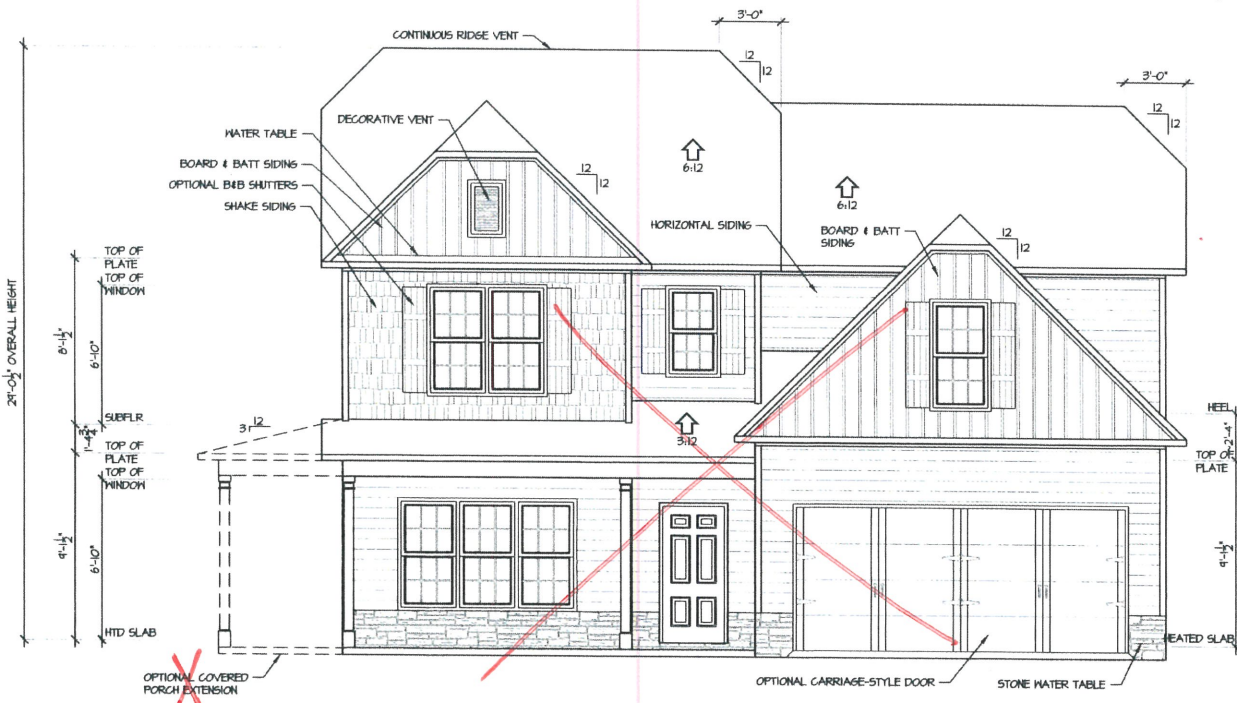 3'-0"
CONTINUOUS RIDGE VENT
12
12
3'-0"
12
12
DECORATIVE VENT
WATER TABLE
BOARD & BATT SIDING
OPTIONAL B&B SHUTTERS
SHAKE SIDING
12
12
6:12
6:12
HORIZONTAL SIDING
BOARD & BATT
SIDING
12
12
TOP OF
PLATE
TOP OF
WINDOW
29'-0½" OVERALL HEIGHT
8'-1½"
6'-10"
SUBFLR
1'-4¾"
3
12
TOP OF
PLATE
TOP OF
WINDOW
3:12
HEEL
2'-4"
TOP OF
PLATE
9'-1½"
6'-10"
9'-1½"
HTD SLAB
HEATED SLAB
OPTIONAL COVERED
PORCH EXTENSION
OPTIONAL CARRIAGE-STYLE DOOR
STONE WATER TABLE